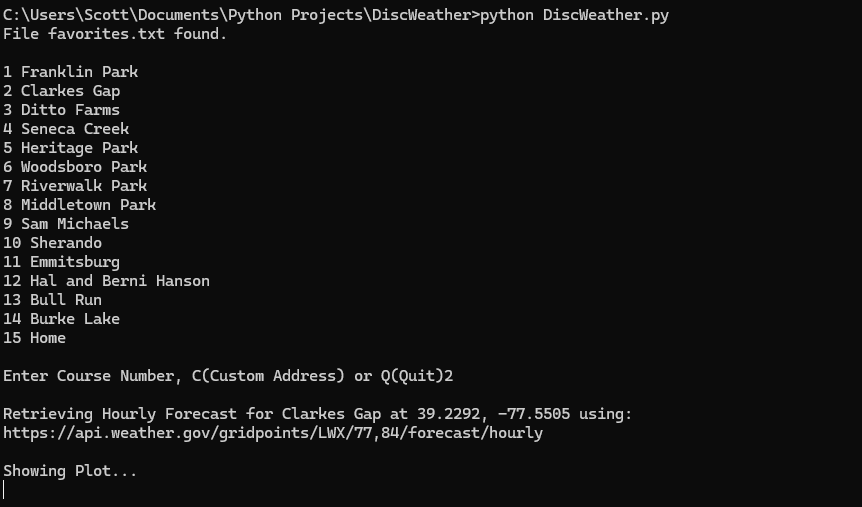 C:\Users\Scott\Documents\Python Projects\DiscWeather>python DiscWeather.py
File favorites.txt found.
1 Franklin Park
2 Clarkes Gap
3 Ditto Farms
4 Seneca Creek
5 Heritage Park
6 Woodsboro Park
7 Riverwalk Park
8 Middletown Park
9 Sam Michaels
10 Sherando
11 Emmitsburg
12 Hal and Berni Hanson
13 Bull Run
14 Burke Lake
15 Home
Enter Course Number, C(Custom Address) or Q(Quit)2
Retrieving Hourly Forecast for Clarkes Gap at 39.2292, -77.5505 using:
https://api.weather.gov/gridpoints/LWX/77,84/forecast/hourly
Showing Plot...